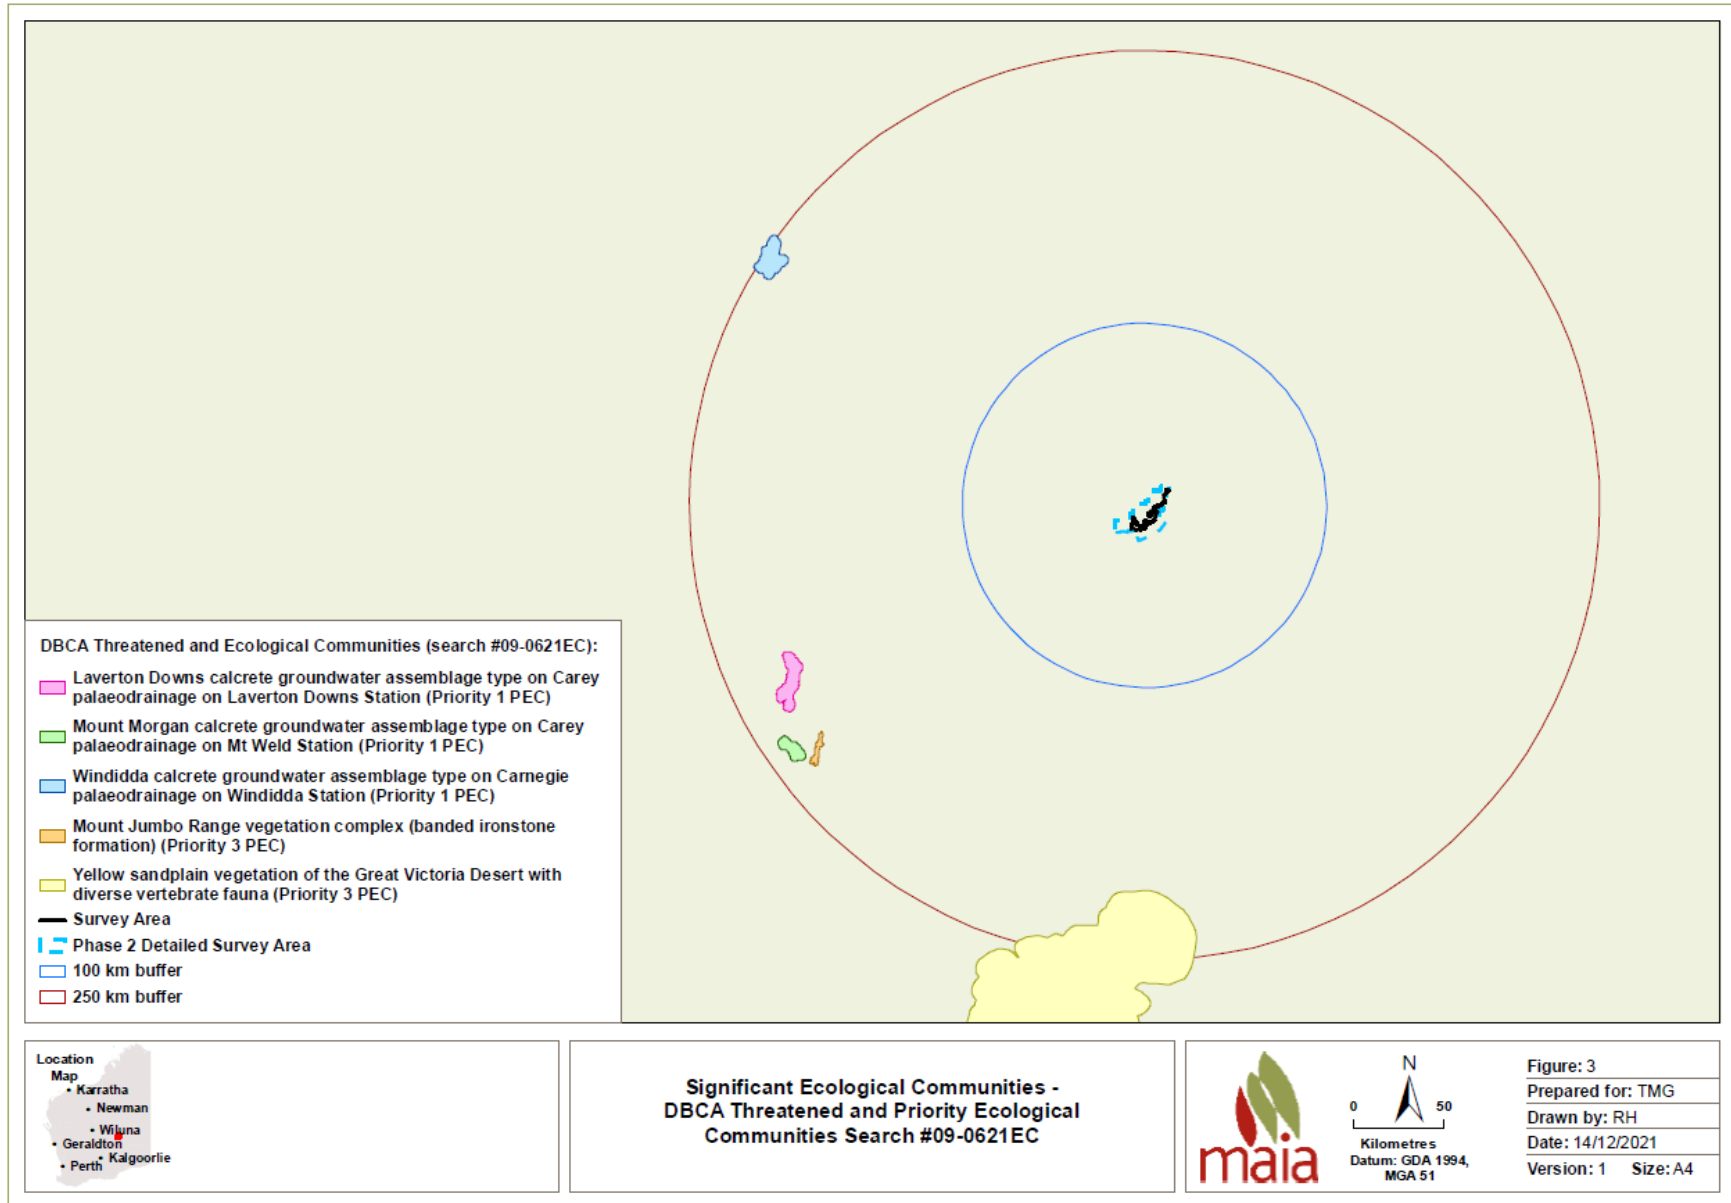 DBCA Threatened and Ecological Communities (search #09-0621EC):
Laverton Downs calcrete groundwater assemblage type on Carey
palaeodrainage on Laverton Downs Station (Priority 1 PEC)
Mount Morgan calcrete groundwater assemblage type on Carey
palaeodrainage on Mt Weld Station (Priority 1 PEC)
Windidda calcrete groundwater assemblage type on Carnegie
palaeodrainage on Windidda Station (Priority 1 PEC)
Mount Jumbo Range vegetation complex (banded ironstone
formation) (Priority 3 PEC)
Yellow sandplain vegetation of the Great Victoria Desert with
diverse vertebrate fauna (Priority 3 PEC)
Survey Area
Phase 2 Detailed Survey Area
100 km buffer
250 km buffer
Location
Map
Karratha
Newman
Wiluna
Geraldton
Kalgoorlie
Perth
Significant Ecological Communities -
DBCA Threatened and Priority Ecological
Communities Search #09-0621EC
maia
N
0 50
Kilometres
Datum: GDA 1994,
MGA 51
Figure: 3
Prepared for: TMG
Drawn by: RH
Date: 14/12/2021
Version: 1 Size: A4